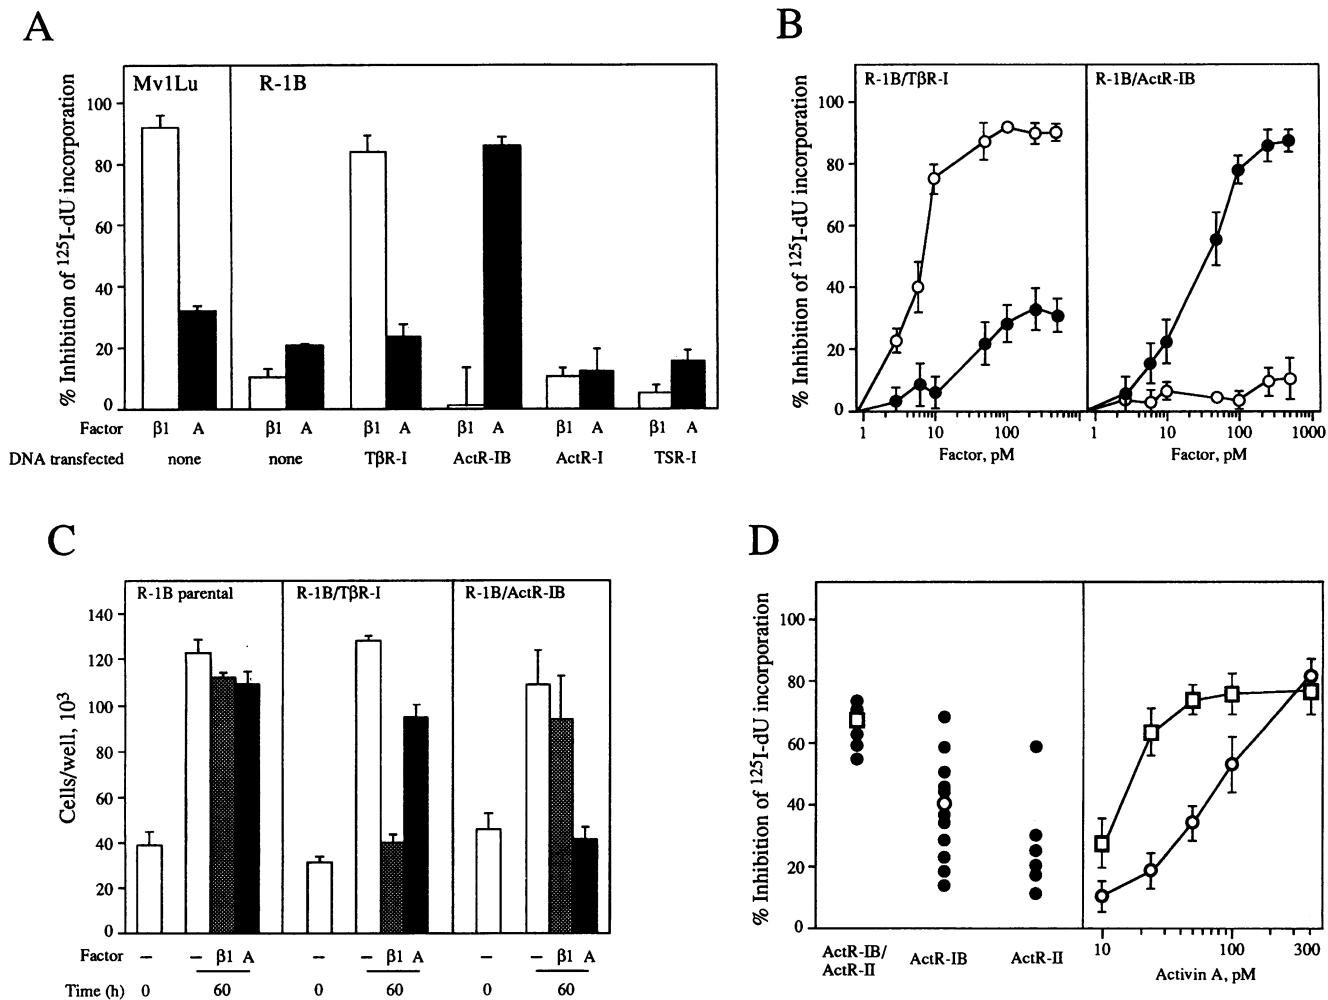 A
Mv1Lu
R-1B
% Inhibition of ¹²⁵I-dU incorporation
100
80
60
40
20
0
Factor β1 A β1 A β1 A β1 A β1 A β1 A
DNA transfected none none TβR-I ActR-IB ActR-I TSR-I
B
R-1B/TβR-I
R-1B/ActR-IB
% Inhibition of ¹²⁵I-dU incorporation
100
80
60
40
20
0
1 10 100 1 10 100 1000
Factor, pM Factor, pM
C
R-1B parental
R-1B/TβR-I
R-1B/ActR-IB
Cells/well, 10³
140
120
100
80
60
40
20
0
Factor – – β1 A – – β1 A – – β1 A
Time (h) 0 60 0 60 0 60
D
% Inhibition of ¹²⁵I-dU incorporation
100
80
60
40
20
0
ActR-IB/
ActR-II
ActR-IB
ActR-II
10 100 300
Activin A, pM